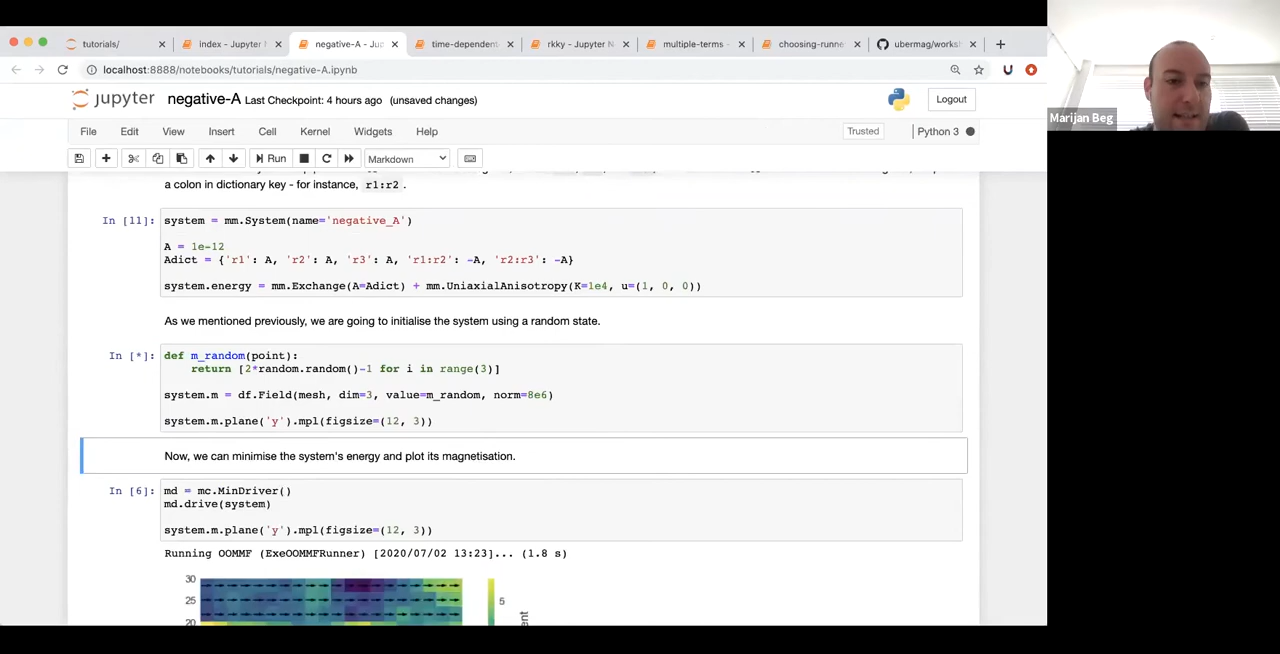 tutorials/
index - Jupyter N
negative-A - Jup
time-dependent
rkky - Jupyter N
multiple-terms -
choosing-runne
ubermag/works
localhost:8888/notebooks/tutorials/negative-A.ipynb
jupyter negative-A Last Checkpoint: 4 hours ago (unsaved changes)
Logout
File Edit View Insert Cell Kernel Widgets Help
Trusted
Python 3
Run
Markdown
a colon in dictionary key - for instance, r1:r2 .
In [11]: system = mm.System(name='negative_A')
A = 1e-12
Adict = {'r1': A, 'r2': A, 'r3': A, 'r1:r2': -A, 'r2:r3': -A}
system.energy = mm.Exchange(A=Adict) + mm.UniaxialAnisotropy(K=1e4, u=(1, 0, 0))
As we mentioned previously, we are going to initialise the system using a random state.
In [*]: def m_random(point):
return [2*random.random()-1 for i in range(3)]
system.m = df.Field(mesh, dim=3, value=m_random, norm=8e6)
system.m.plane('y').mpl(figsize=(12, 3))
Now, we can minimise the system's energy and plot its magnetisation.
In [6]: md = mc.MinDriver()
md.drive(system)
system.m.plane('y').mpl(figsize=(12, 3))
Running OOMMF (ExeOOMMFRunner) [2020/07/02 13:23]... (1.8 s)
30
25
20
5
Marijan Beg